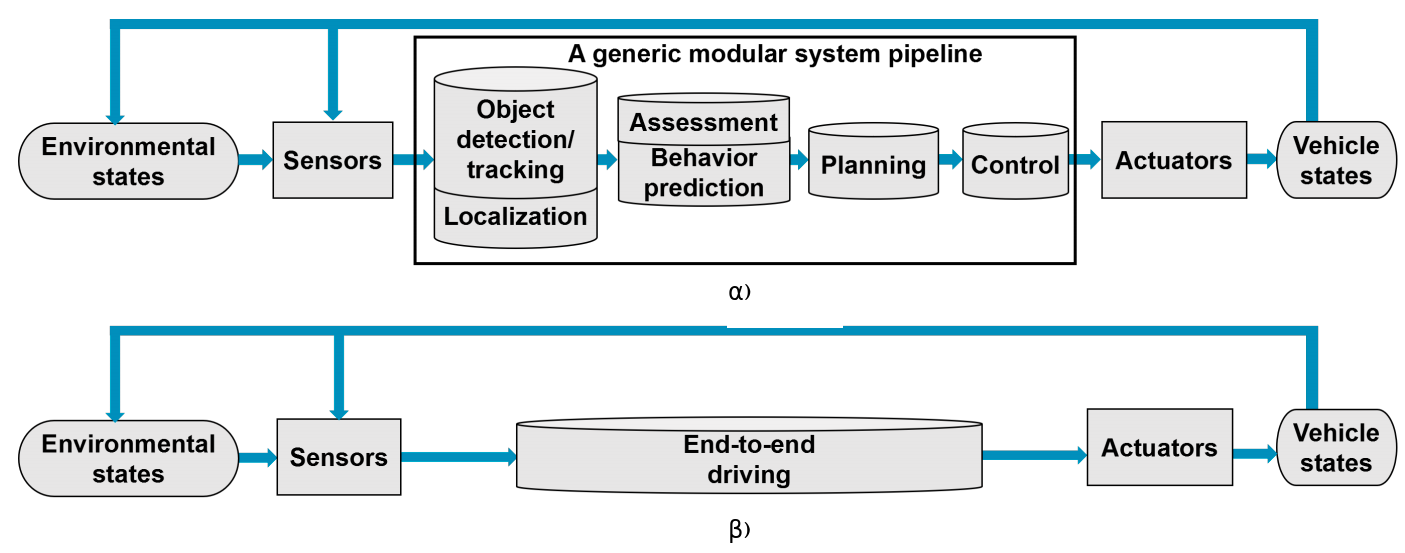 A generic modular system pipeline
Environmental
states
Sensors
Object
detection/
tracking
Localization
Assessment
Behavior
prediction
Planning
Control
Actuators
Vehicle
states
α)
Environmental
states
Sensors
End-to-end
driving
Actuators
Vehicle
states
β)